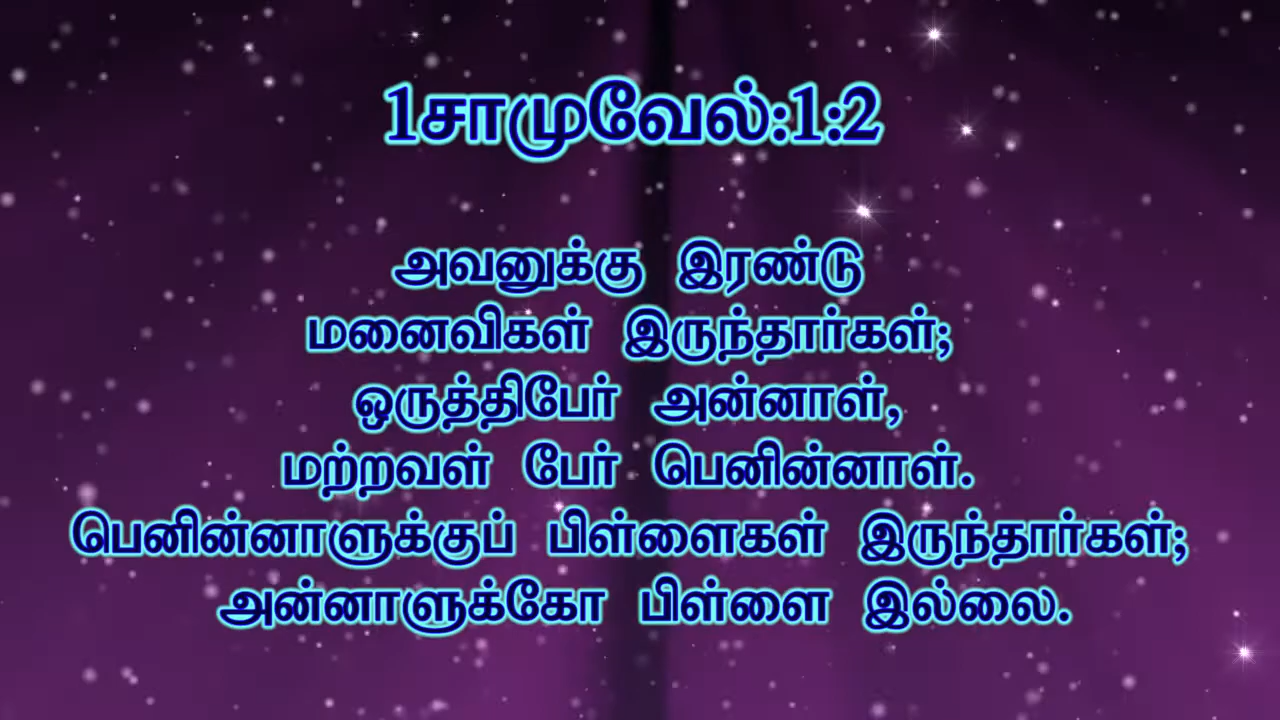 1சாமுவேல்:1:2
அவனுக்கு இரண்டு
மனைவிகள் இருந்தார்கள்;
ஒருத்திபேர் அன்னாள்,
மற்றவள் பேர் பெனின்னாள்.
பெனின்னாளுக்குப் பிள்ளைகள் இருந்தார்கள்;
அன்னாளுக்கோ பிள்ளை இல்லை.